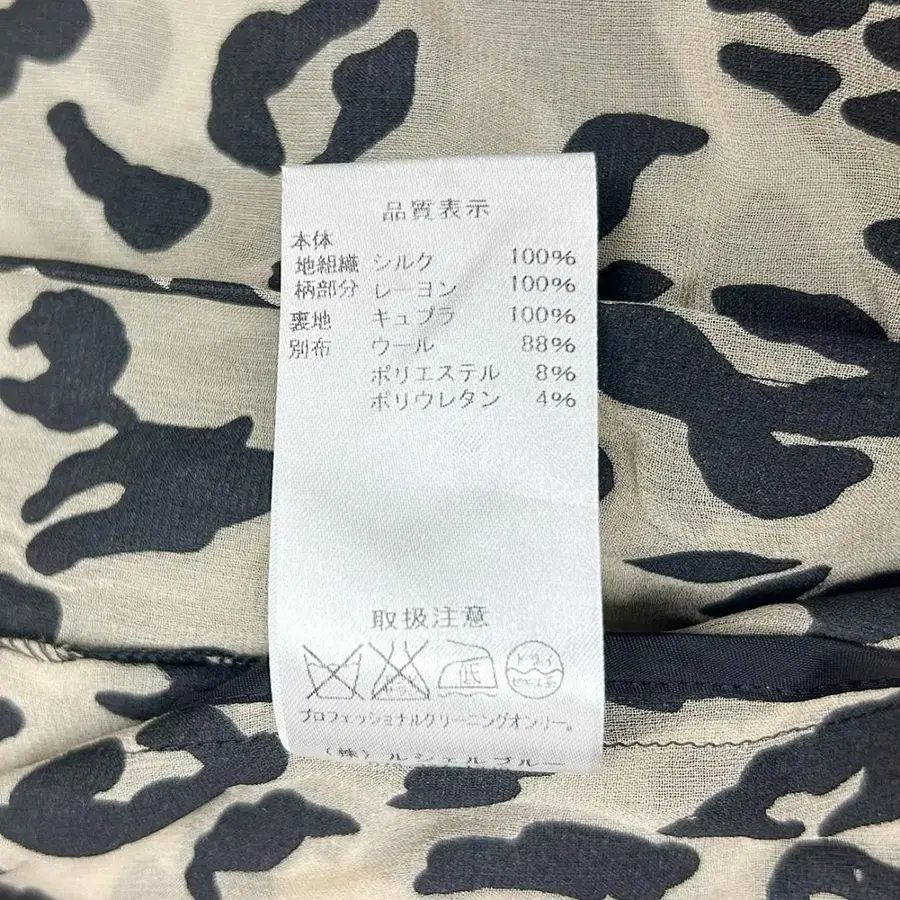 品質表示
本体
地組織 シルク 100%
柄部分 レーヨン 100%
裏地 キュプラ 100%
別布 ウール 88%
ポリエステル 8%
ポリウレタン 4%
取扱注意
低 ドライ
プロフェッショナルクリーニングオンリー。
(株)ルシェルブルー